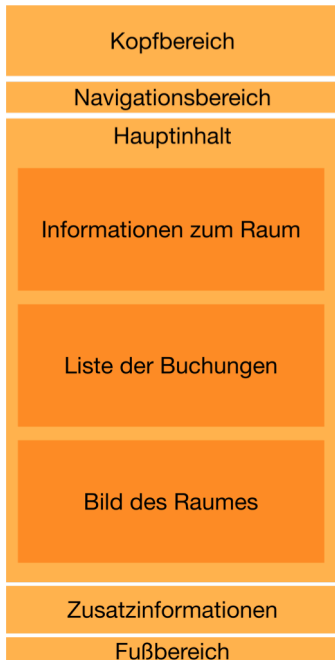 Kopfbereich
Navigationsbereich
Hauptinhalt
Informationen zum Raum
Liste der Buchungen
Bild des Raumes
Zusatzinformationen
Fußbereich